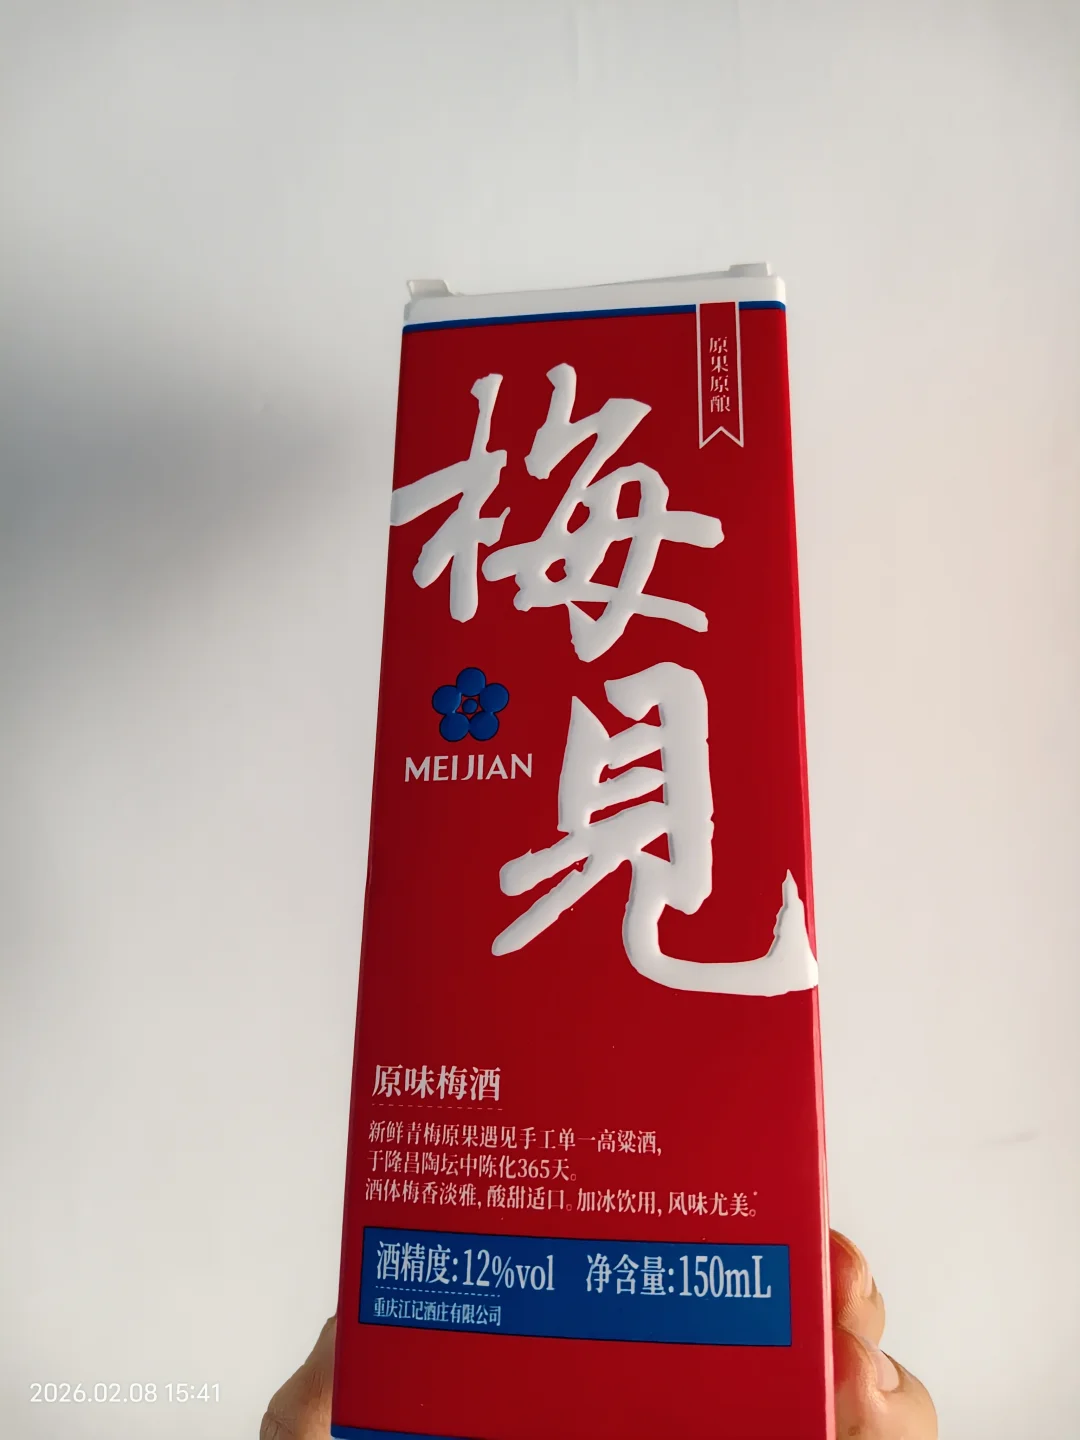 原果原酿
梅
見
MEIJIAN
原味梅酒
新鲜青梅原果遇见手工单一高粱酒,
于隆昌陶坛中陈化365天。
酒体梅香淡雅,酸甜适口。加冰饮用,风味尤美。*
酒精度:12%vol 净含量:150mL
重庆江记酒庄有限公司
2026.02.08 15:41